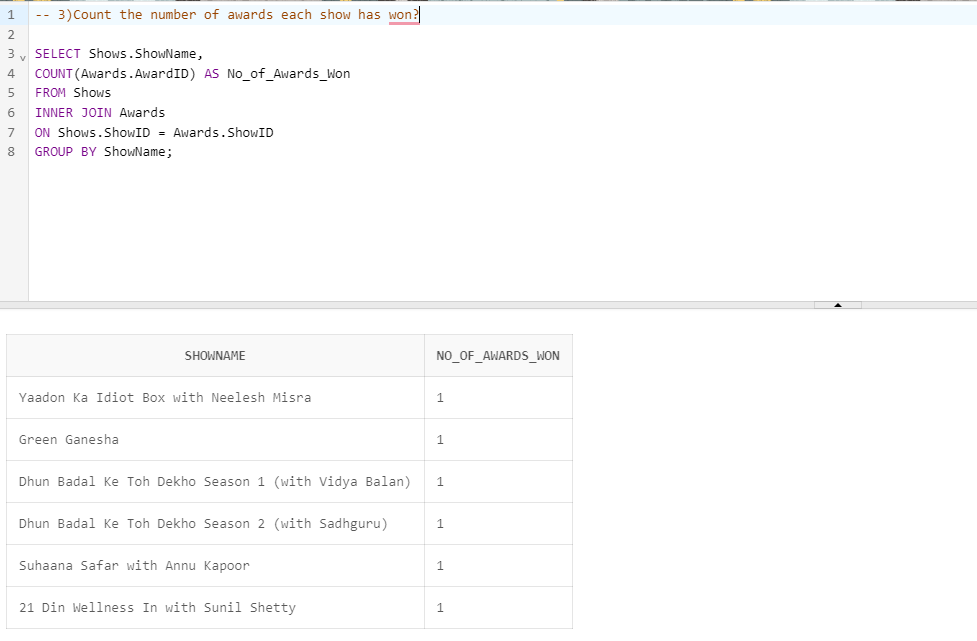 1 -- 3)Count the number of awards each show has won?
2
3 SELECT Shows.ShowName,
4 COUNT(Awards.AwardID) AS No_of_Awards_Won
5 FROM Shows
6 INNER JOIN Awards
7 ON Shows.ShowID = Awards.ShowID
8 GROUP BY ShowName;
SHOWNAME NO_OF_AWARDS_WON
Yaadon Ka Idiot Box with Neelesh Misra 1
Green Ganesha 1
Dhun Badal Ke Toh Dekho Season 1 (with Vidya Balan) 1
Dhun Badal Ke Toh Dekho Season 2 (with Sadhguru) 1
Suhaana Safar with Annu Kapoor 1
21 Din Wellness In with Sunil Shetty 1